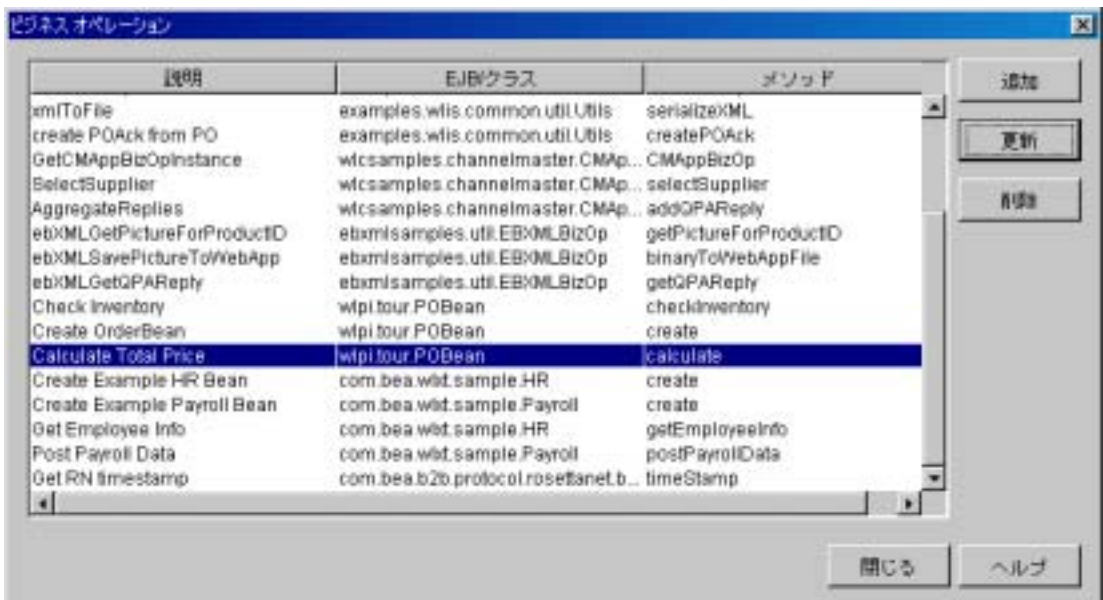 ビジネス オペレーション
説明 EJB/クラス メソッド
追加
xmlToFile examples.wlis.common.util.Utils serializeXML
create POAck from PO examples.wlis.common.util.Utils createPOAck
更新
GetCMAppBizOpInstance wlcsamples.channelmaster.CMAp... CMAppBizOp
SelectSupplier wlcsamples.channelmaster.CMAp... selectSupplier
削除
AggregateReplies wlcsamples.channelmaster.CMAp... addQPAReply
ebXMLGetPictureForProductID ebxmlsamples.util.EBXMLBizOp getPictureForProductID
ebXMLSavePictureToWebApp ebxmlsamples.util.EBXMLBizOp binaryToWebAppFile
ebXMLGetQPAReply ebxmlsamples.util.EBXMLBizOp getQPAReply
Check Inventory wlpi.tour.POBean checkInventory
Create OrderBean wlpi.tour.POBean create
Calculate Total Price wlpi.tour.POBean calculate
Create Example HR Bean com.bea.wlxt.sample.HR create
Create Example Payroll Bean com.bea.wlxt.sample.Payroll create
Get Employee Info com.bea.wlxt.sample.HR getEmployeeInfo
Post Payroll Data com.bea.wlxt.sample.Payroll postPayrollData
Get RN timestamp com.bea.b2b.protocol.rosettanet.b... timeStamp
閉じる ヘルプ